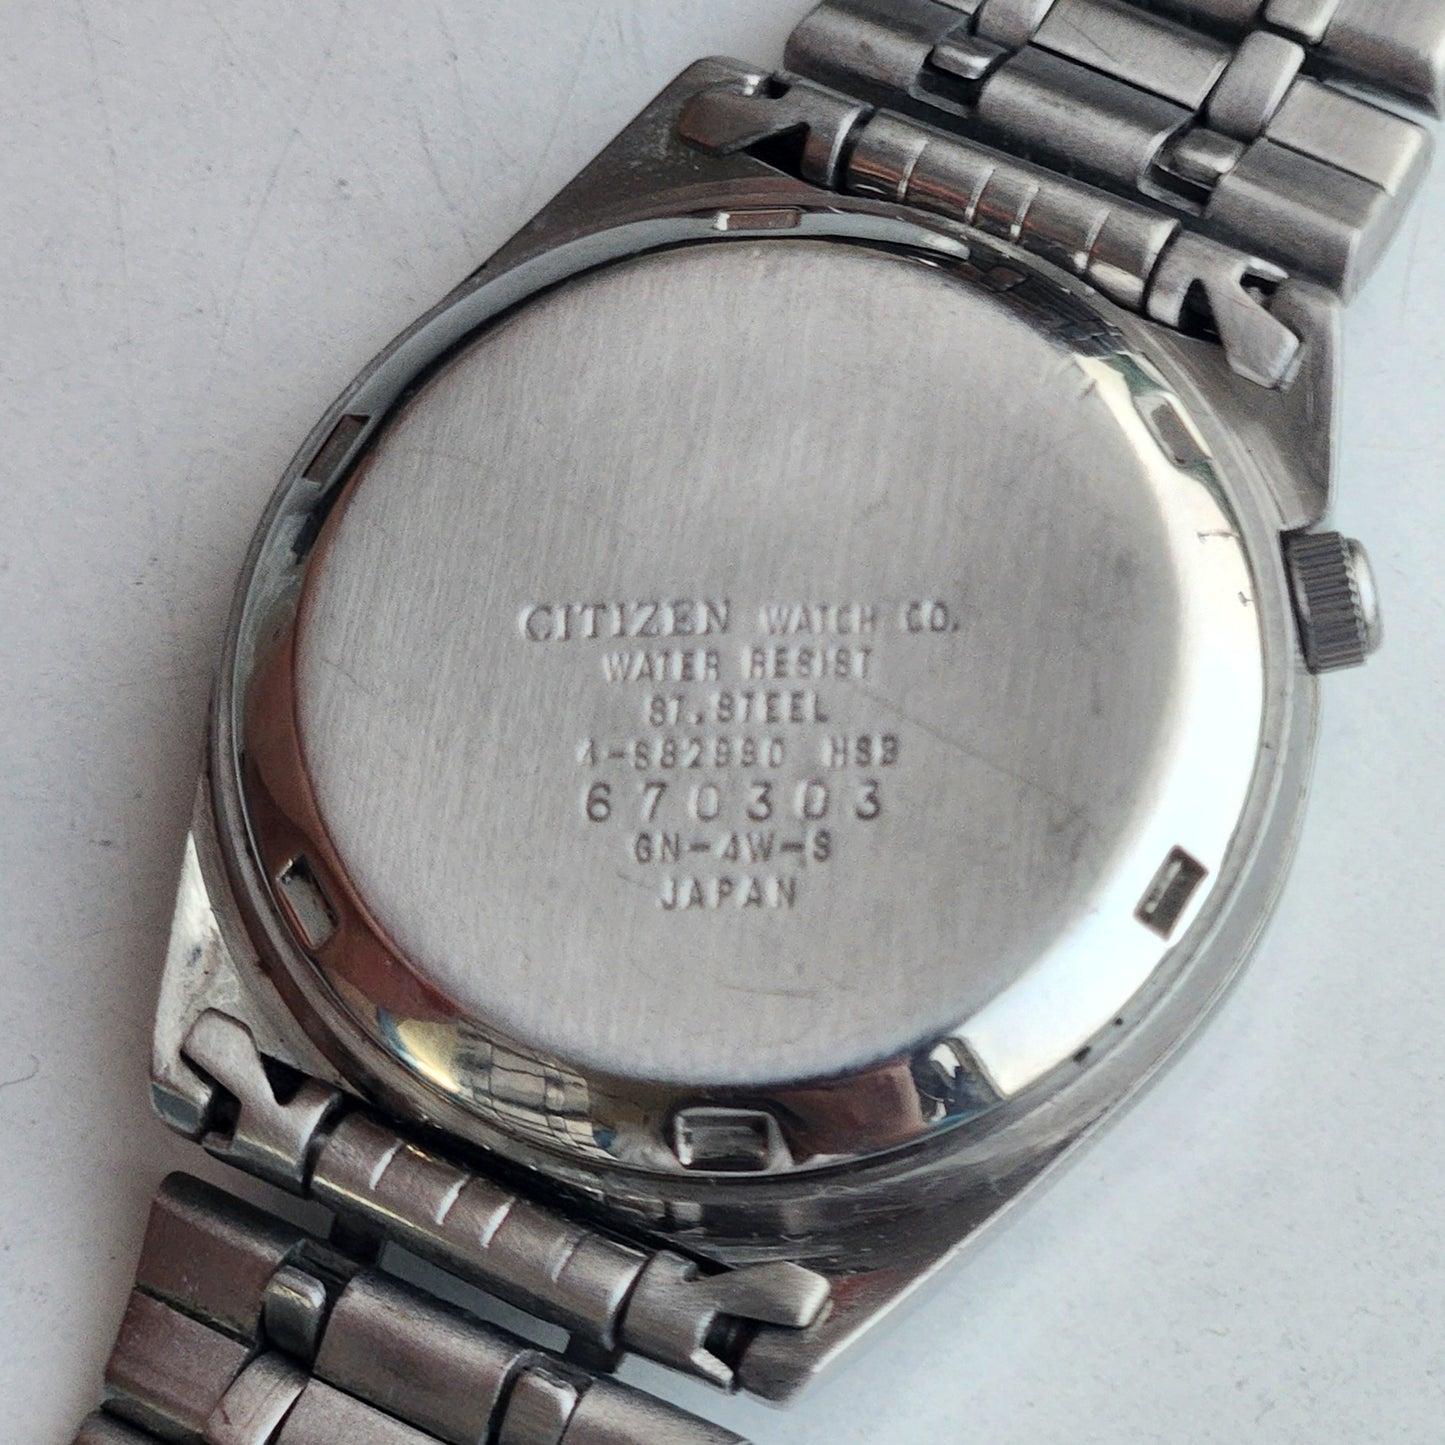 CITIZEN WATCH CO.
WATER RESIST
ST. STEEL
4-S82990 HSB
670303
GN-4W-S
JAPAN